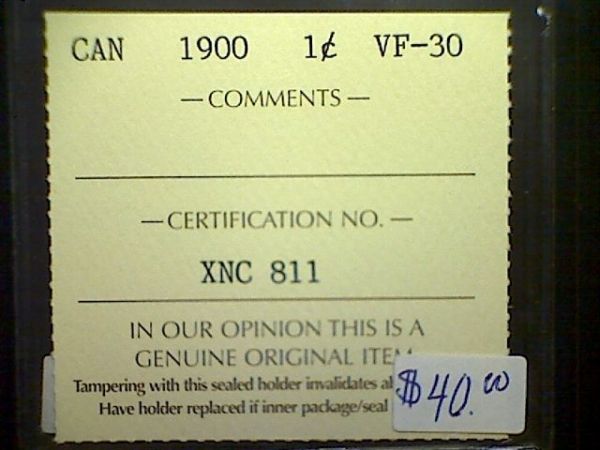 CAN 1900 1¢ VF-30
— COMMENTS —
— CERTIFICATION NO. —
XNC 811
IN OUR OPINION THIS IS A
GENUINE ORIGINAL ITEM
Tampering with this sealed holder invalidates
Have holder replaced if inner package/seal
$40.00